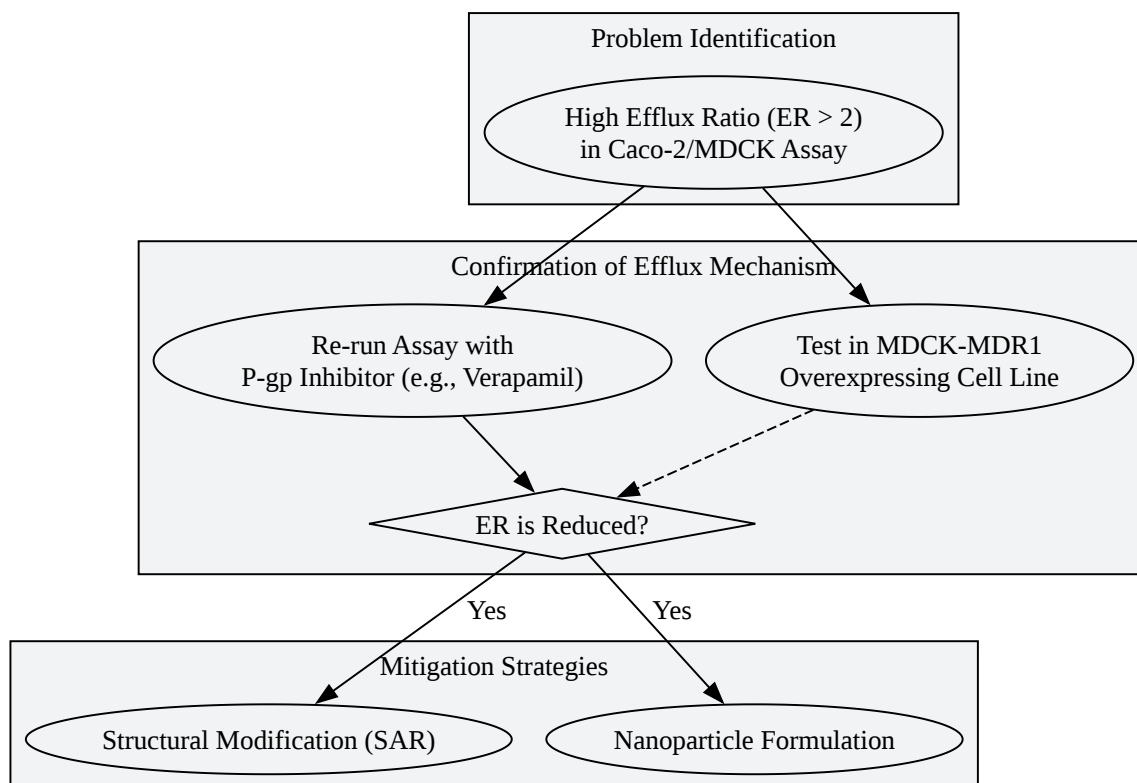 Problem Identification
High Efflux Ratio (ER > 2)
in Caco-2/MDCK Assay
Confirmation of Efflux Mechanism
Re-run Assay with
P-gp Inhibitor (e.g., Verapamil)
Test in MDCK-MDR1
Overexpressing Cell Line
ER is Reduced?
Yes
Yes
Mitigation Strategies
Structural Modification (SAR)
Nanoparticle Formulation